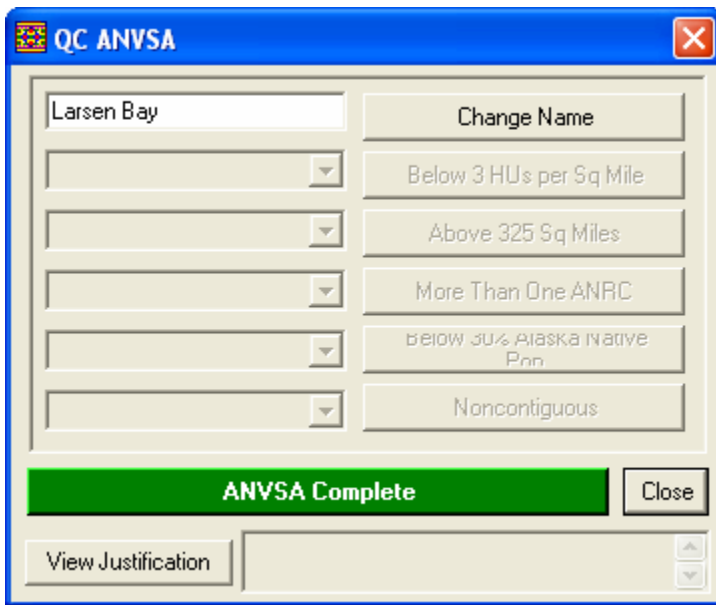 QC ANVSA
Larsen Bay
Change Name
Below 3 HUs per Sq Mile
Above 325 Sq Miles
More Than One ANRC
Below 30% Alaska Native
Pop
Noncontiguous
ANVSA Complete
Close
View Justification